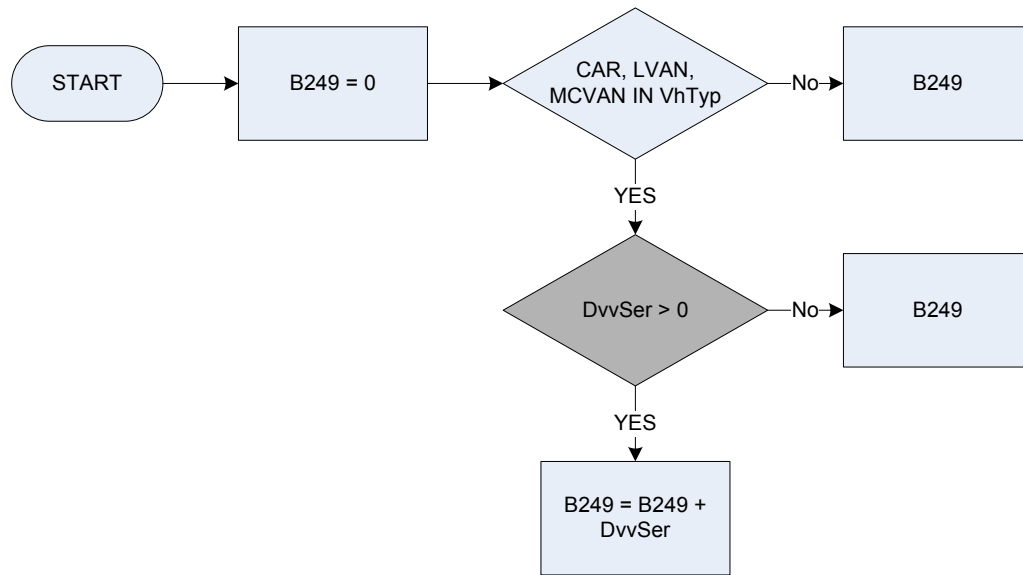 START
B249 = 0
CAR, LVAN,
MCVAN IN VhTyp
No
B249
YES
DvvSer > 0
No
B249
YES
B249 = B249 +
DvvSer